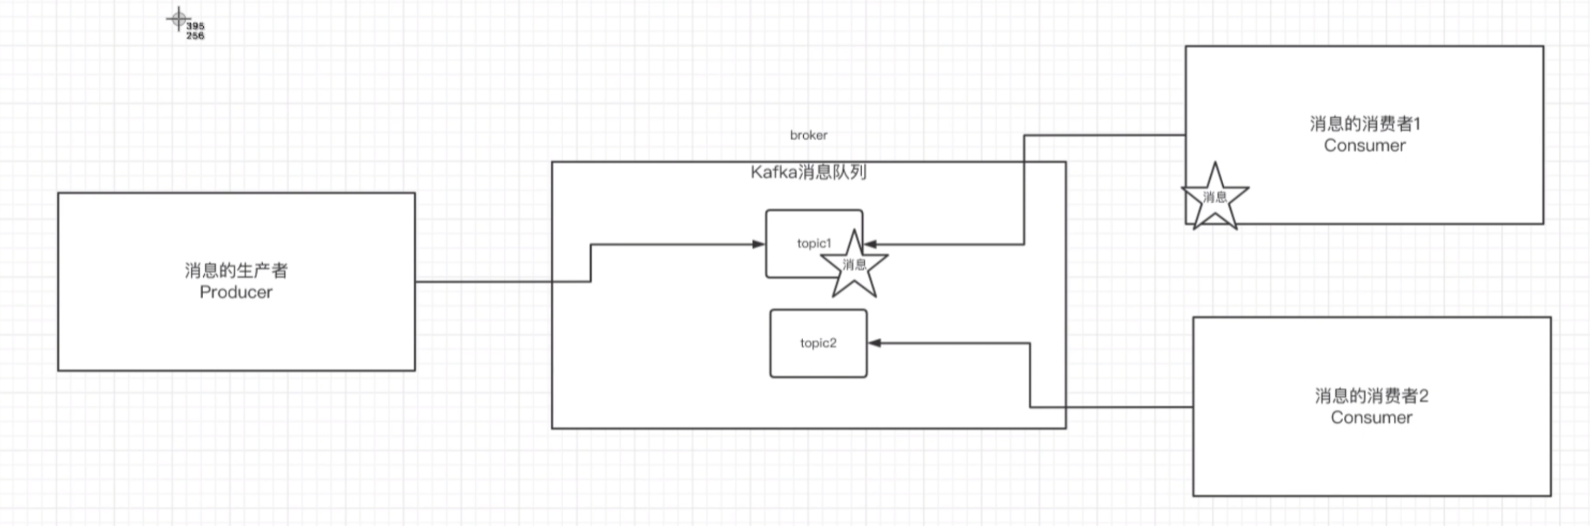 395
256
broker
Kafka消息队列
消息的生产者
Producer
topic1
消息
topic2
消息的消费者1
Consumer
消息
消息的消费者2
Consumer